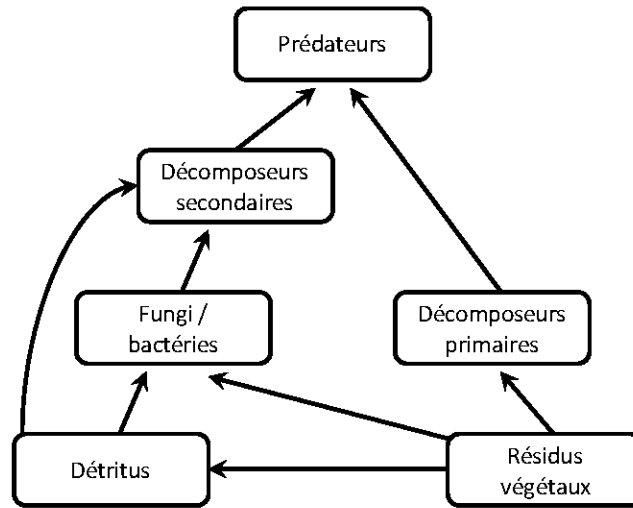 Prédateurs
Décomposeurs
secondaires
Fungi /
bactéries
Décomposeurs
primaires
Détritus
Résidus
végétaux